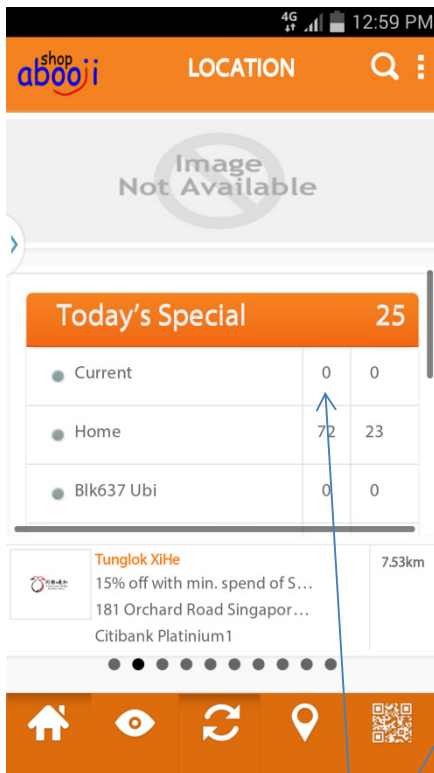 4G 12:59 PM
shop
abooji LOCATION
Image
Not Available
Today's Special 25
Current 0 0
Home 72 23
Blk637 Ubi 0 0
Tunglok XiHe 7.53km
15% off with min. spend of S...
181 Orchard Road Singapor...
Citibank Platinium1